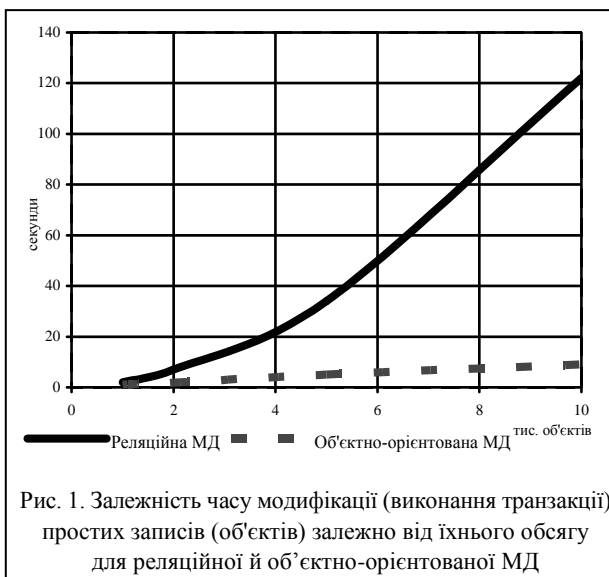 140
120
100
80
60
40
20
0
секунди
0 2 4 6 8 10
тис. об'єктів
Реляційна МД Об'єктно-орієнтована МД
Рис. 1. Залежність часу модифікації (виконання транзакції)
простих записів (об'єктів) залежно від їхнього обсягу
для реляційної й об’єктно-орієнтованої МД